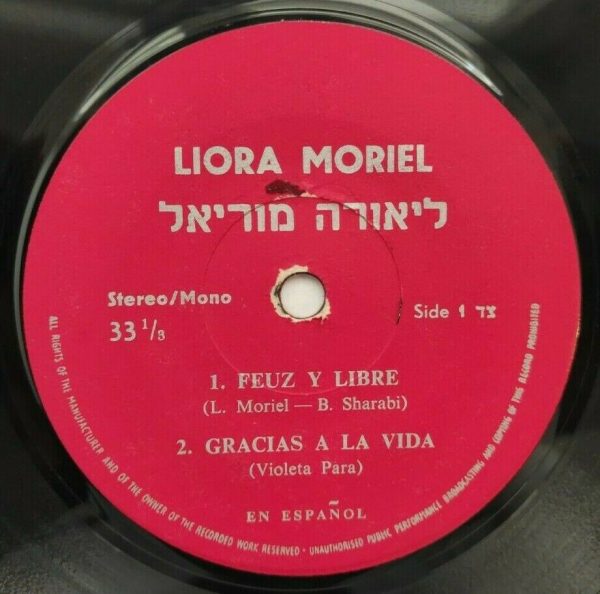 LIORA MORIEL
ליאורה מוריאל
Stereo/Mono
33 1/3
Side 1 צד
1. FEUZ Y LIBRE
(L. Moriel — B. Sharabi)
2. GRACIAS A LA VIDA
(Violeta Para)
EN ESPAÑOL
ALL RIGHTS OF THE MANUFACTURER AND OF THE OWNER OF THE RECORDED WORK RESERVED · UNAUTHORISED PUBLIC PERFORMANCE BROADCASTING AND COPYING OF THIS RECORD PROHIBITED